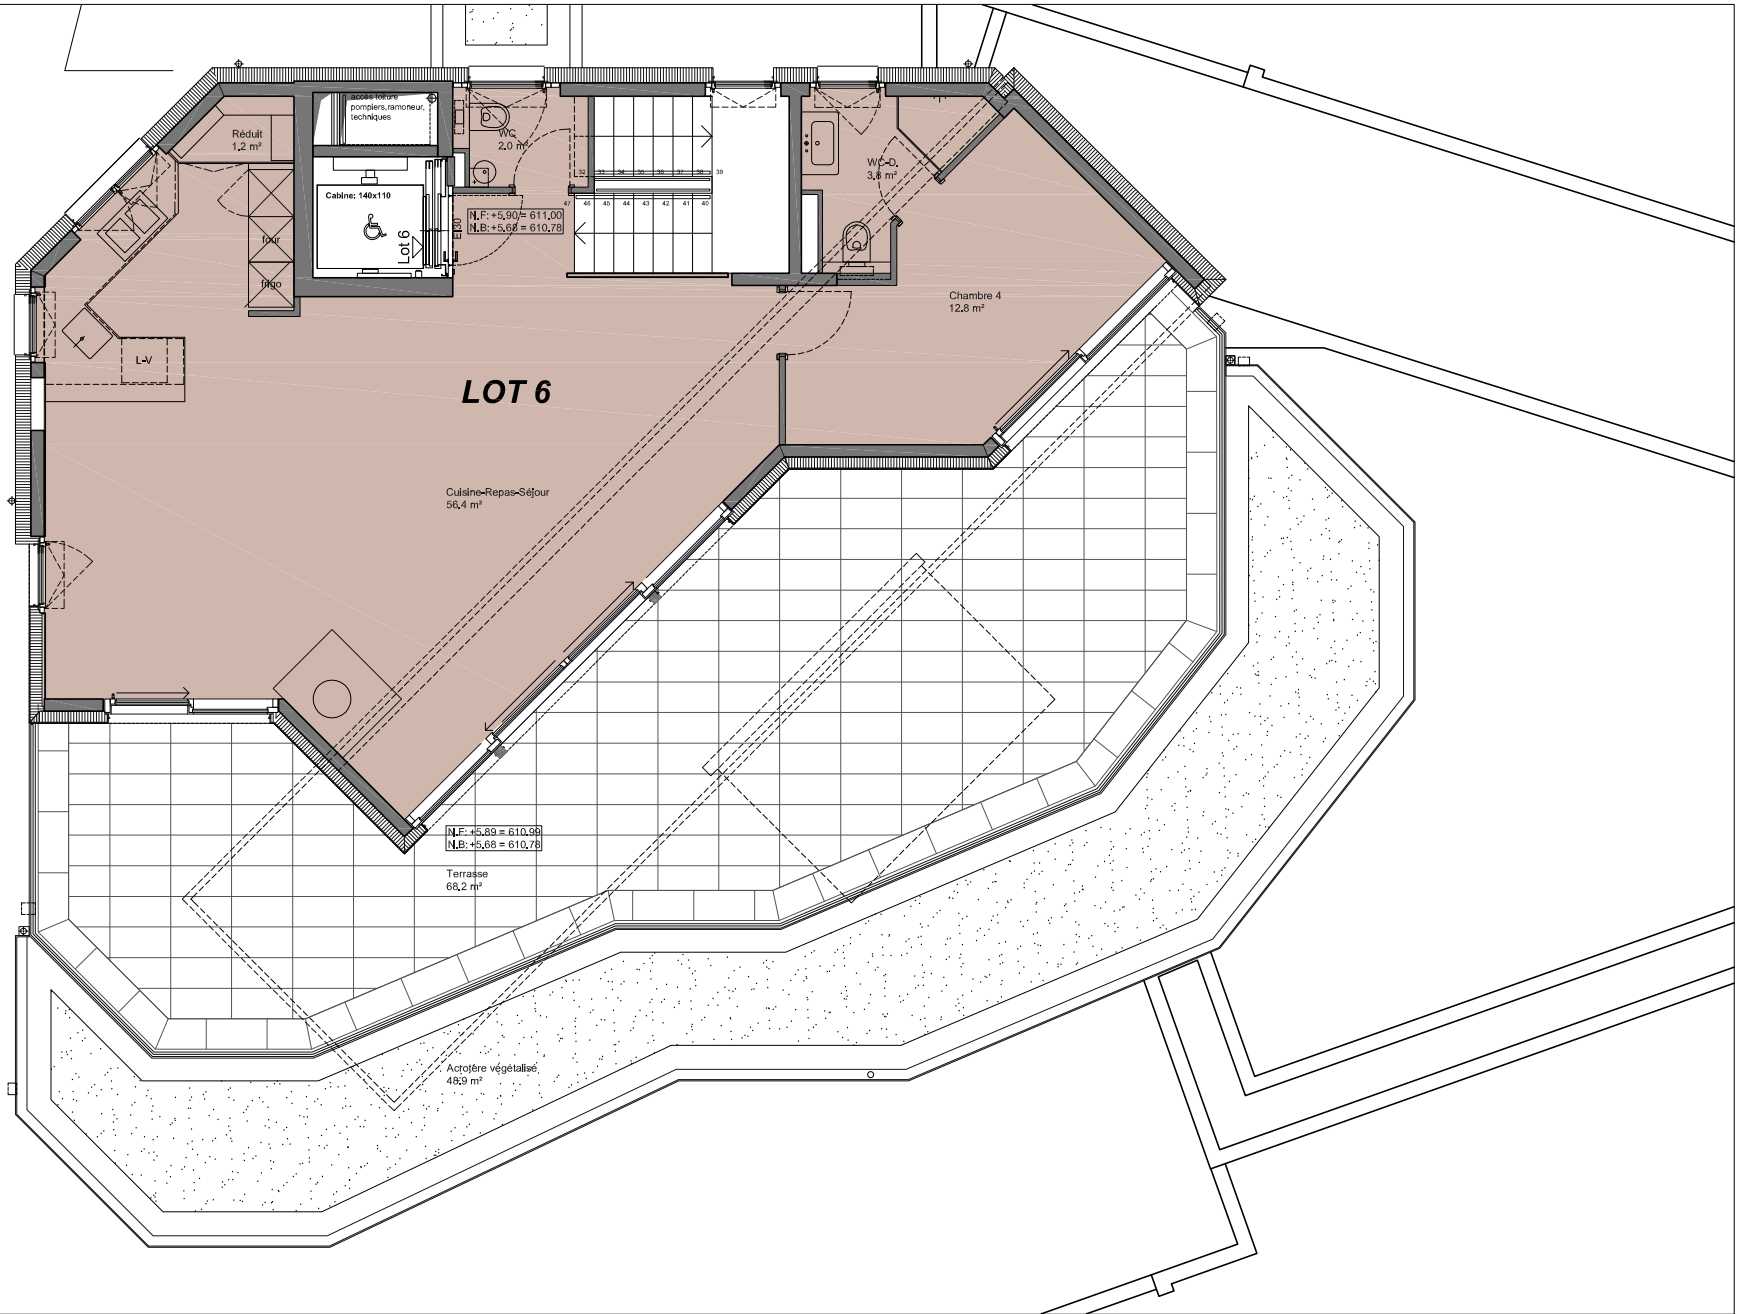 accès toiture
pompiers,ramoneur,
techniques
Réduit
1.2 m²
WC
2.0 m²
WC-D.
3.8 m²
32 33 34 35 36 37 38 39
47 46 45 44 43 42 41 40
Cabine: 140x110
Lot 6
EI30
N.F: +5.90 = 611.00
N.B: +5.68 = 610.78
four
frigo
L-V
Chambre 4
12.8 m²
LOT 6
Cuisine-Repas-Séjour
56.4 m²
N.F: +5.89 = 610.99
N.B: +5.68 = 610.78
Terrasse
68.2 m²
Acrotère végétalisé
48.9 m²